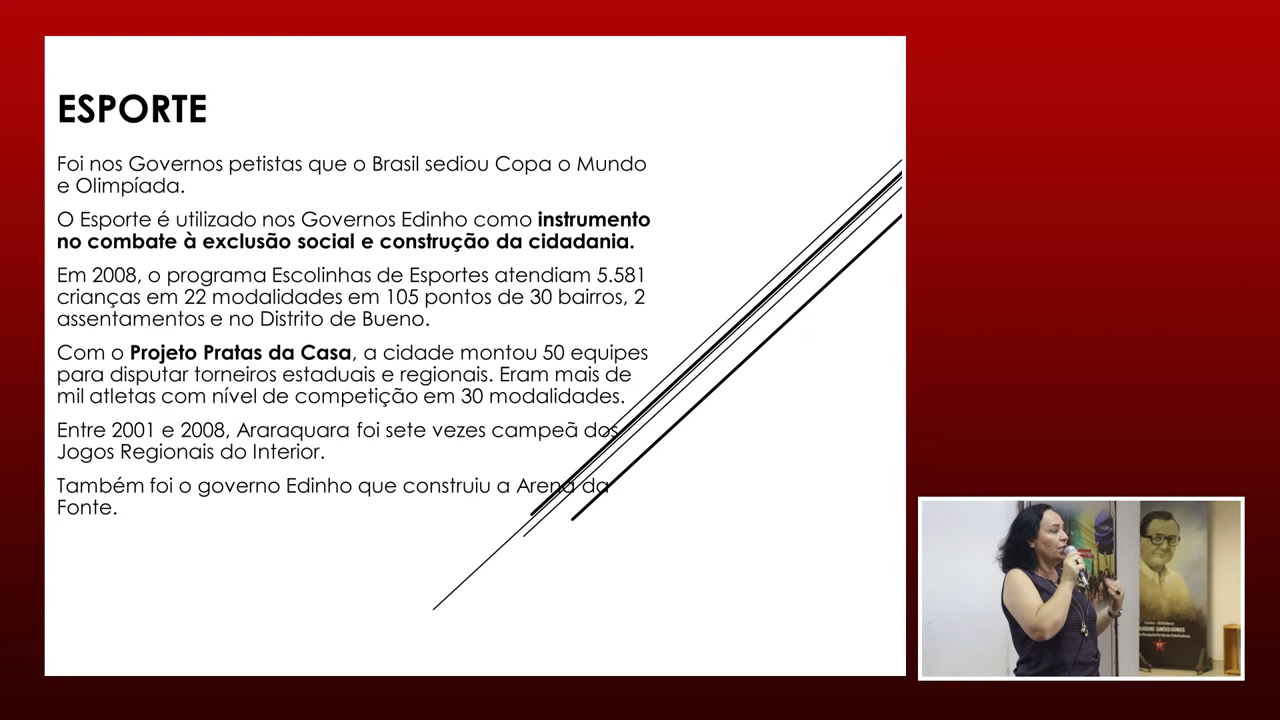 ESPORTE
Foi nos Governos petistas que o Brasil sediou Copa o Mundo
e Olimpíada.
O Esporte é utilizado nos Governos Edinho como instrumento
no combate à exclusão social e construção da cidadania.
Em 2008, o programa Escolinhas de Esportes atendiam 5.581
crianças em 22 modalidades em 105 pontos de 30 bairros, 2
assentamentos e no Distrito de Bueno.
Com o Projeto Pratas da Casa, a cidade montou 50 equipes
para disputar torneiros estaduais e regionais. Eram mais de
mil atletas com nível de competição em 30 modalidades.
Entre 2001 e 2008, Araraquara foi sete vezes campeã dos
Jogos Regionais do Interior.
Também foi o governo Edinho que construiu a Arena da
Fonte.